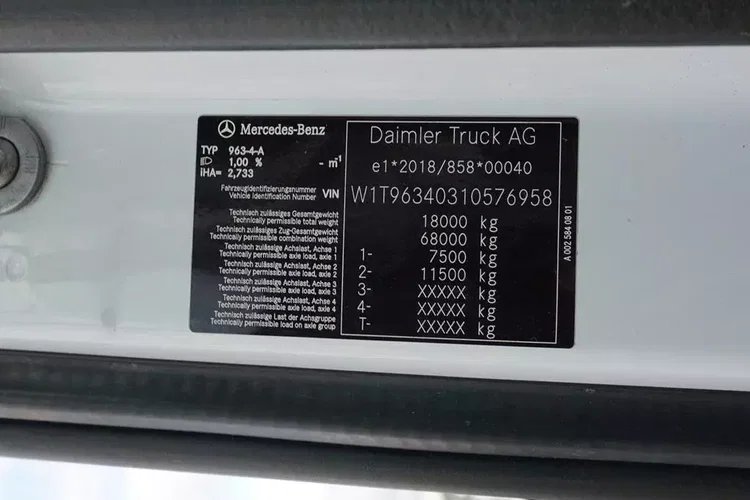 Mercedes-Benz
TYP 963-4-A
1,00 % - m⁻¹
IHA= 2,733
Fahrzeugidentifizierungsnummer
Vehicle Identification Number VIN
Technisch zulässiges Gesamtgewicht
Technically permissible total weight
Technisch zulässiges Zug-Gesamtgewicht
Technically permissible combination weight
Technisch zulässige Achslast, Achse 1
Technically permissible axle load, axle 1
Technisch zulässige Achslast, Achse 2
Technically permissible axle load, axle 2
Technisch zulässige Achslast, Achse 3
Technically permissible axle load, axle 3
Technisch zulässige Achslast, Achse 4
Technically permissible axle load, axle 4
Technisch zulässige Last der Achsgruppe
Technically permissible load on axle group
Daimler Truck AG
e1*2018/858*00040
W1T96340310576958
18000 kg
68000 kg
1- 7500 kg
2- 11500 kg
3- XXXXX kg
4- XXXXX kg
T- XXXXX kg
A 002 584 08 01